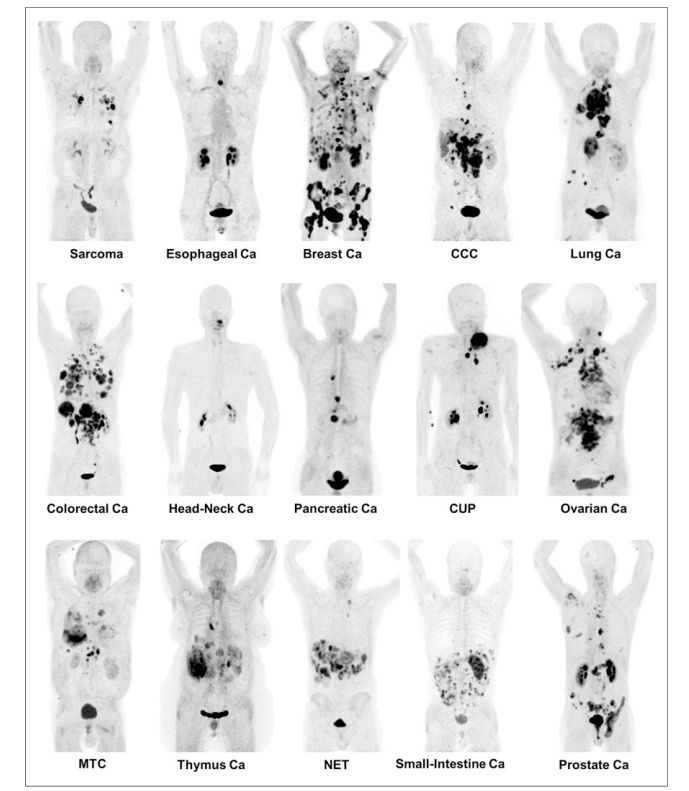 Sarcoma Esophageal Ca Breast Ca CCC Lung Ca
Colorectal Ca Head-Neck Ca Pancreatic Ca CUP Ovarian Ca
MTC Thymus Ca NET Small-Intestine Ca Prostate Ca